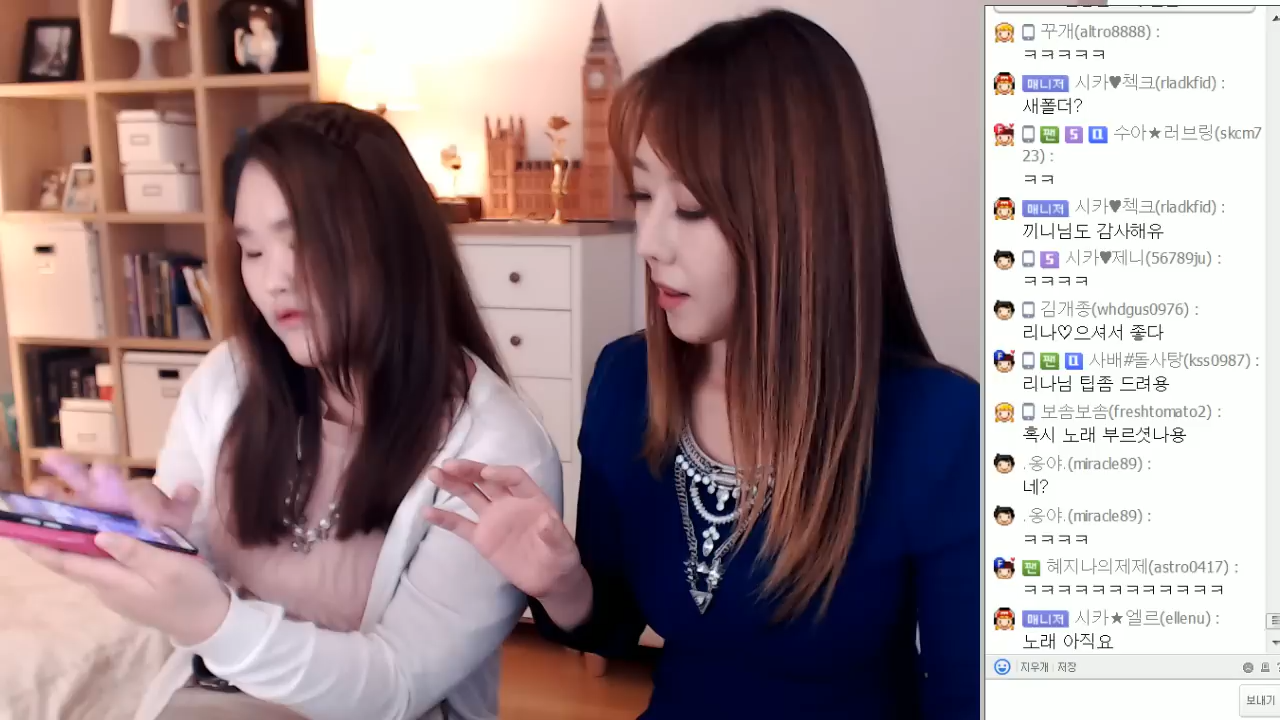 꾸개(altro8888) :
ㅋㅋㅋㅋㅋ
매니저 시카♥첵크(rladkfid) :
새폴더?
팬 S 수아★러브링(skcm7
23) :
ㅋㅋ
매니저 시카♥첵크(rladkfid) :
끼니님도 감사해유
S 시카♥제니(56789ju) :
ㅋㅋㅋㅋ
김개종(whdgus0976) :
리나♡으셔서 좋다
팬 사배#돌사탕(kss0987) :
리나님 팁좀 드려용
보솜보솜(freshtomato2) :
혹시 노래 부르셧나용
.옹야.(miracle89) :
네?
.옹야.(miracle89) :
ㅋㅋㅋㅋ
팬 혜지나의제제(astro0417) :
ㅋㅋㅋㅋㅋㅋㅋㅋㅋㅋㅋㅋ
매니저 시카★엘르(ellenu) :
노래 아직요
지우개 저장
보내기